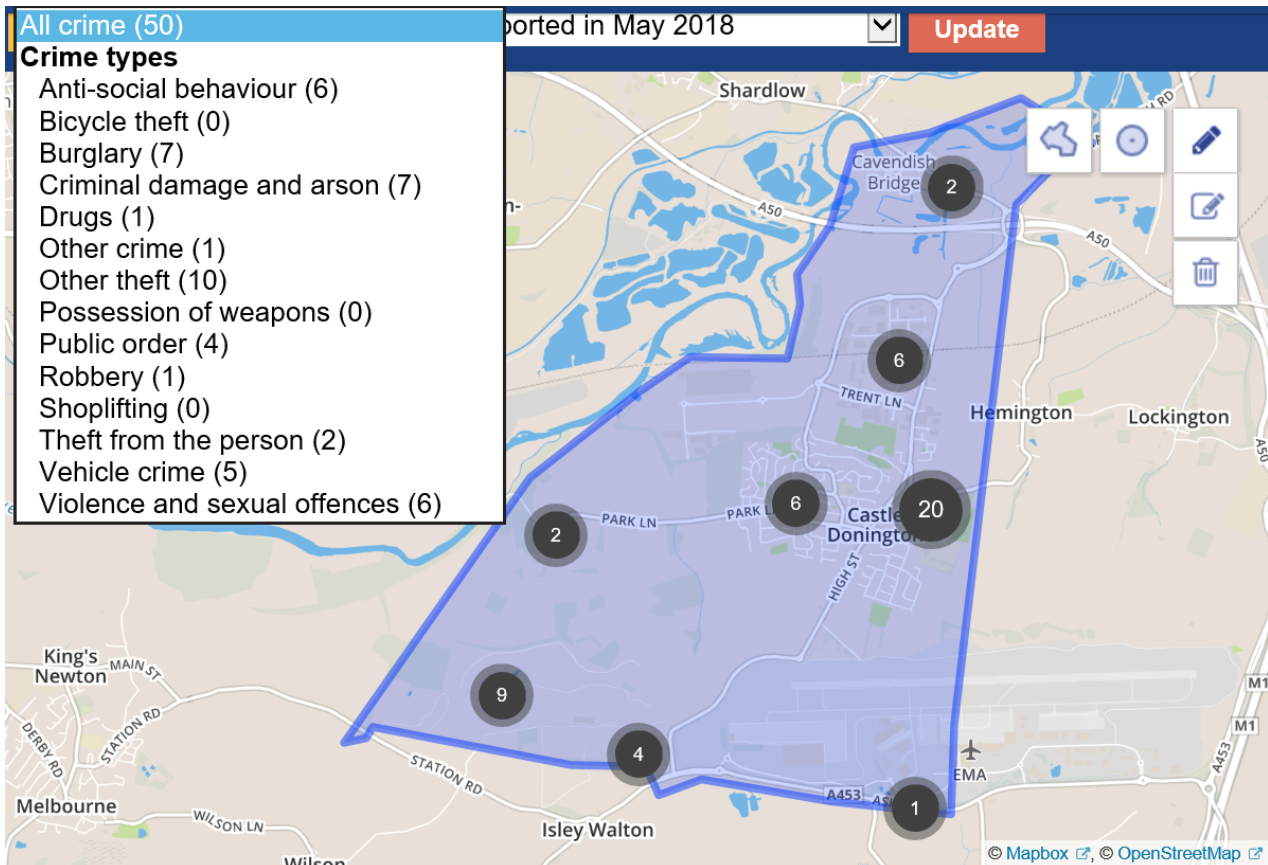 All crime (50)
ported in May 2018
Update
Crime types
Anti-social behaviour (6)
Bicycle theft (0)
Burglary (7)
Criminal damage and arson (7)
Drugs (1)
Other crime (1)
Other theft (10)
Possession of weapons (0)
Public order (4)
Robbery (1)
Shoplifting (0)
Theft from the person (2)
Vehicle crime (5)
Violence and sexual offences (6)
Shardlow
RD
Cavendish
Bridge
2
A50
A50
6
TRENT LN
Hemington
Lockington
A50
6
20
PARK LN
PARK L
Castle
Donington
2
HIGH ST
King's
Newton
MAIN ST
STATION RD
DERBY RD
9
M1
M1
4
STATION RD
EMA
A453
A453
1
Melbourne
WILSON LN
Isley Walton
Wilson
© Mapbox, © OpenStreetMap